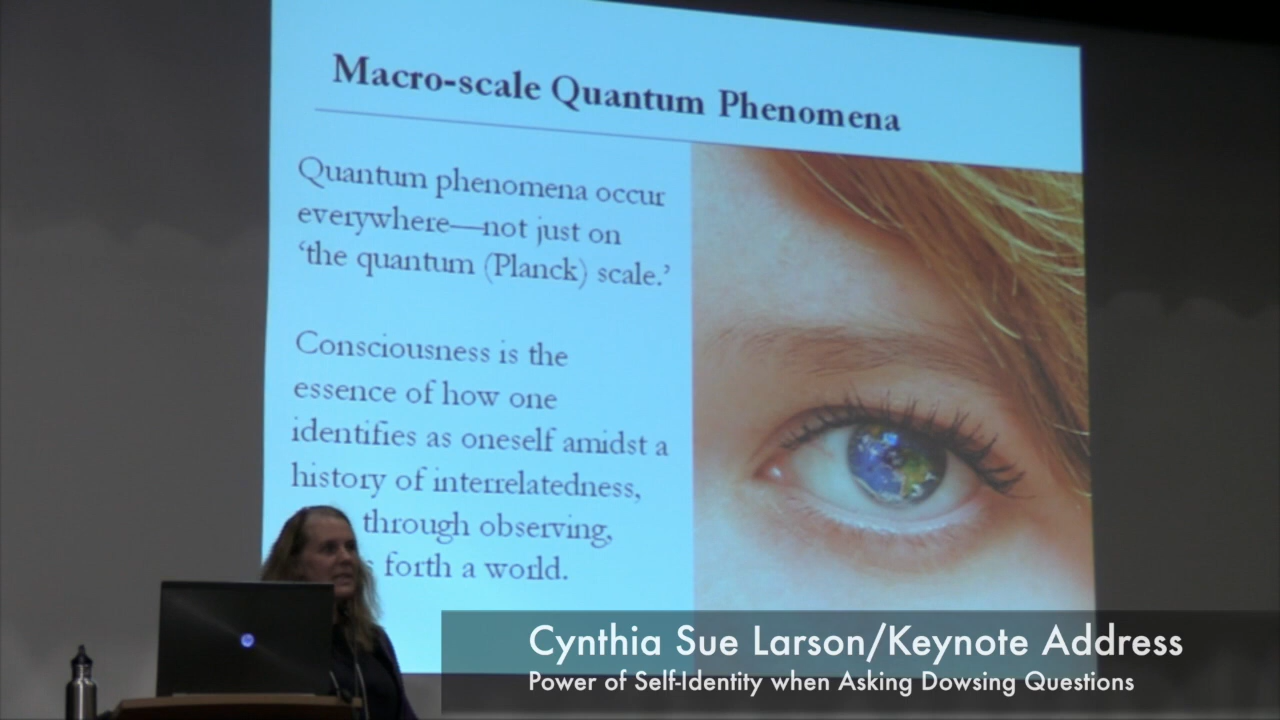 Macro-scale Quantum Phenomena
Quantum phenomena occur
everywhere—not just on
‘the quantum (Planck) scale.’
Consciousness is the
essence of how one
identifies as oneself amidst a
history of interrelatedness,
through observing,
forth a world.
Cynthia Sue Larson/Keynote Address
Power of Self-Identity when Asking Dowsing Questions